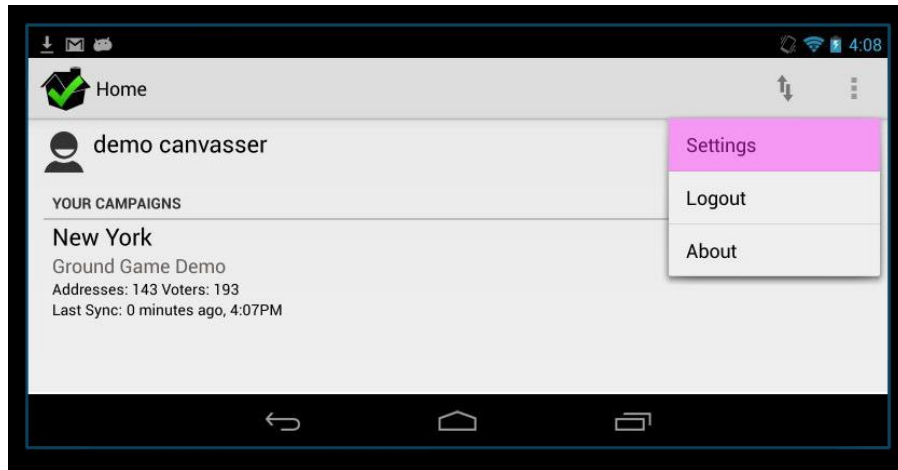 4:08
Home
demo canvasser
Settings
YOUR CAMPAIGNS
Logout
New York
Ground Game Demo
About
Addresses: 143 Voters: 193
Last Sync: 0 minutes ago, 4:07PM